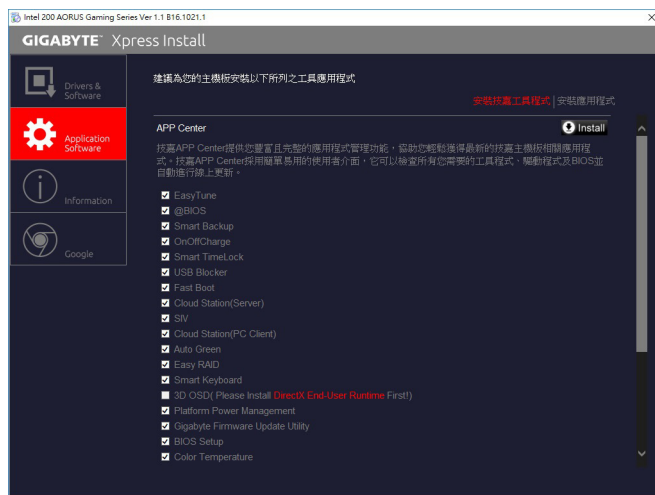 Intel 200 AORUS Gaming Series Ver 1.1 B16.1021.1
GIGABYTE™ Xpress Install
Drivers &
Software
Application
Software
Information
Google
建議為您的主機板安裝以下所列之工具應用程式
安裝技嘉工具程式 | 安裝應用程式
APP Center
Install
技嘉APP Center提供您豐富且完整的應用程式管理功能,協助您輕鬆獲得最新的技嘉主機板相關應用程
式。技嘉APP Center採用簡單易用的使用者介面,它可以檢查所有您需要的工具程式、驅動程式及BIOS並
自動進行線上更新。
EasyTune
@BIOS
Smart Backup
OnOffCharge
Smart TimeLock
USB Blocker
Fast Boot
Cloud Station(Server)
SIV
Cloud Station(PC Client)
Auto Green
Easy RAID
Smart Keyboard
3D OSD( Please Install DirectX End-User Runtime First!)
Platform Power Management
Gigabyte Firmware Update Utility
BIOS Setup
Color Temperature